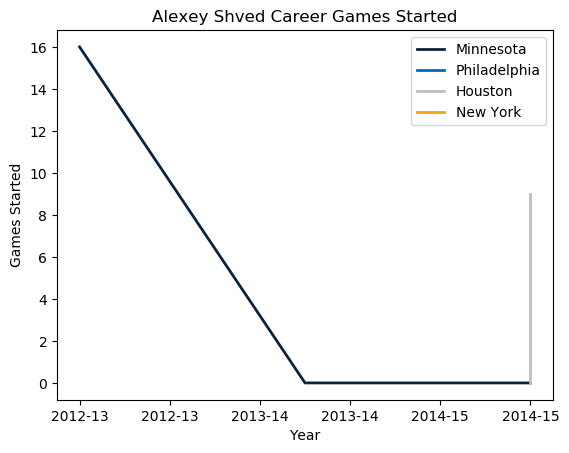 Alexey Shved Career Games Started
16
14
12
10
8
6
4
2
0
Games Started
Minnesota
Philadelphia
Houston
New York
2012-13 2012-13 2013-14 2013-14 2014-15 2014-15
Year